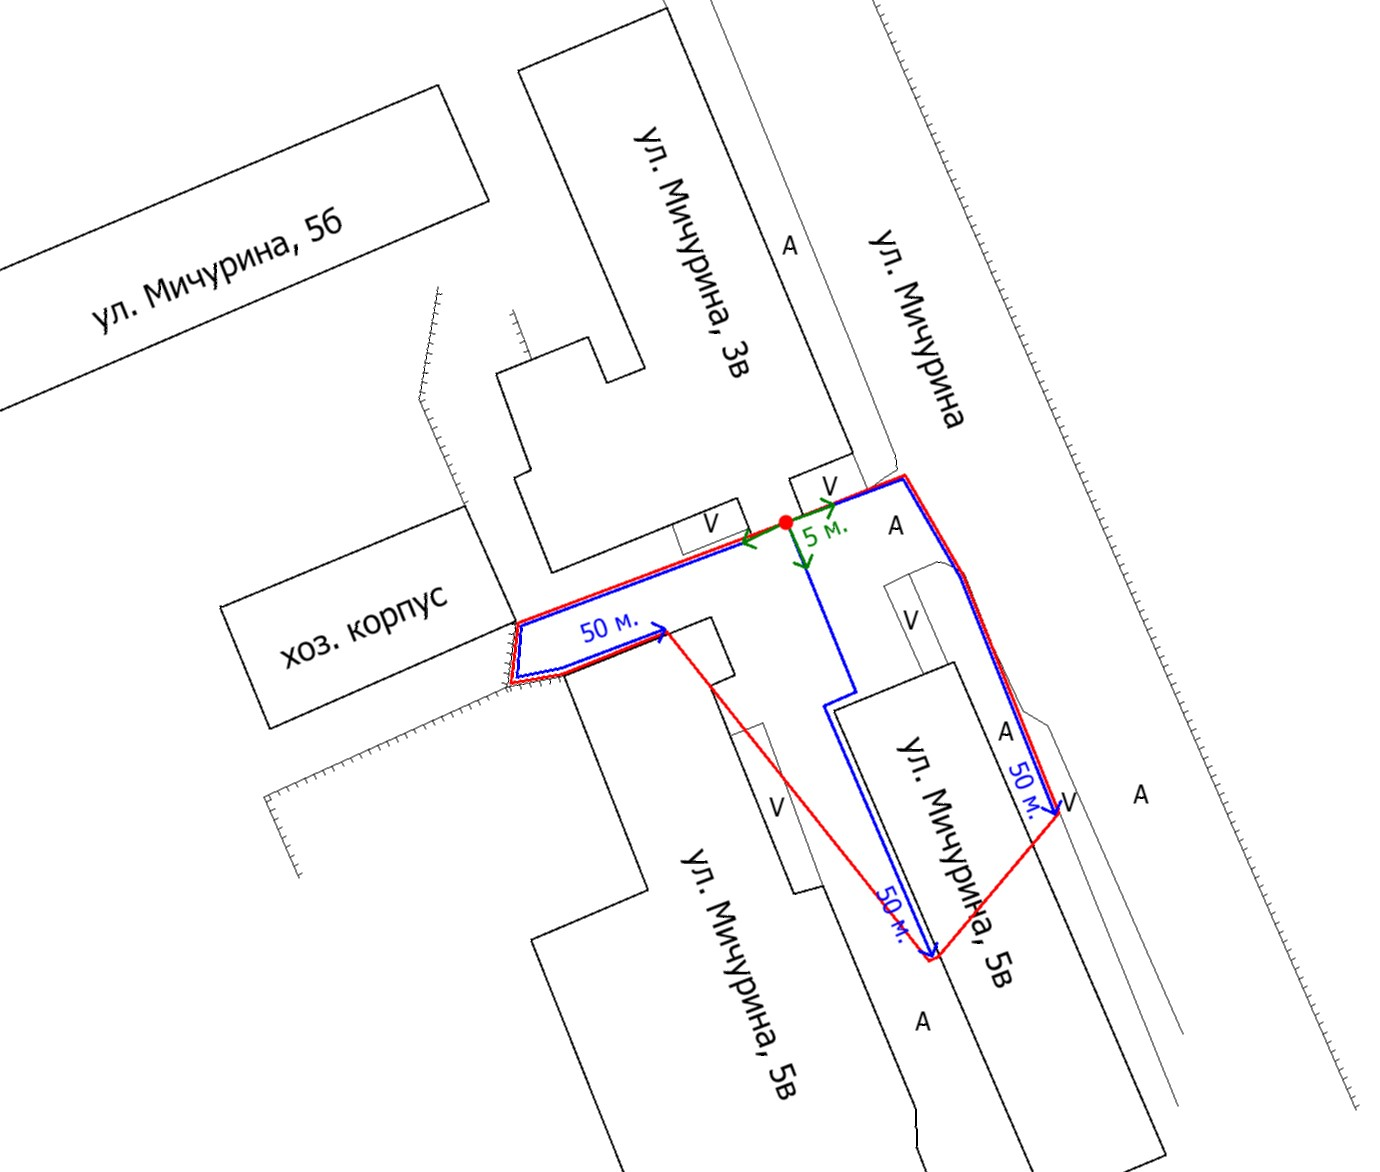 ул. Мичурина, 5б
ул. Мичурина, 3в
А
ул. Мичурина
V
V
5 м.
А
хоз. корпус
50 м.
V
А
50 м.
V
А
V
ул. Мичурина, 5в
50 м.
ул. Мичурина, 5в
А